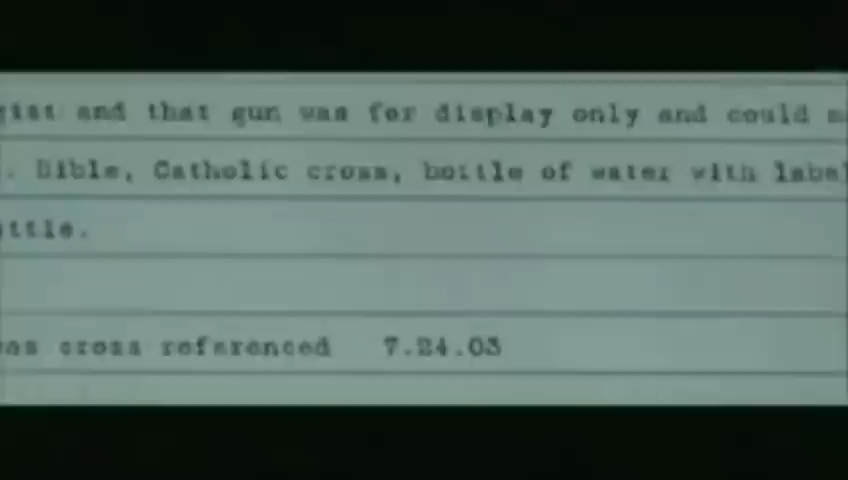 gist and that gun was for display only and could
. Bible, Catholic cross, bottle of water with label
ttle.
as cross referenced 7.24.03